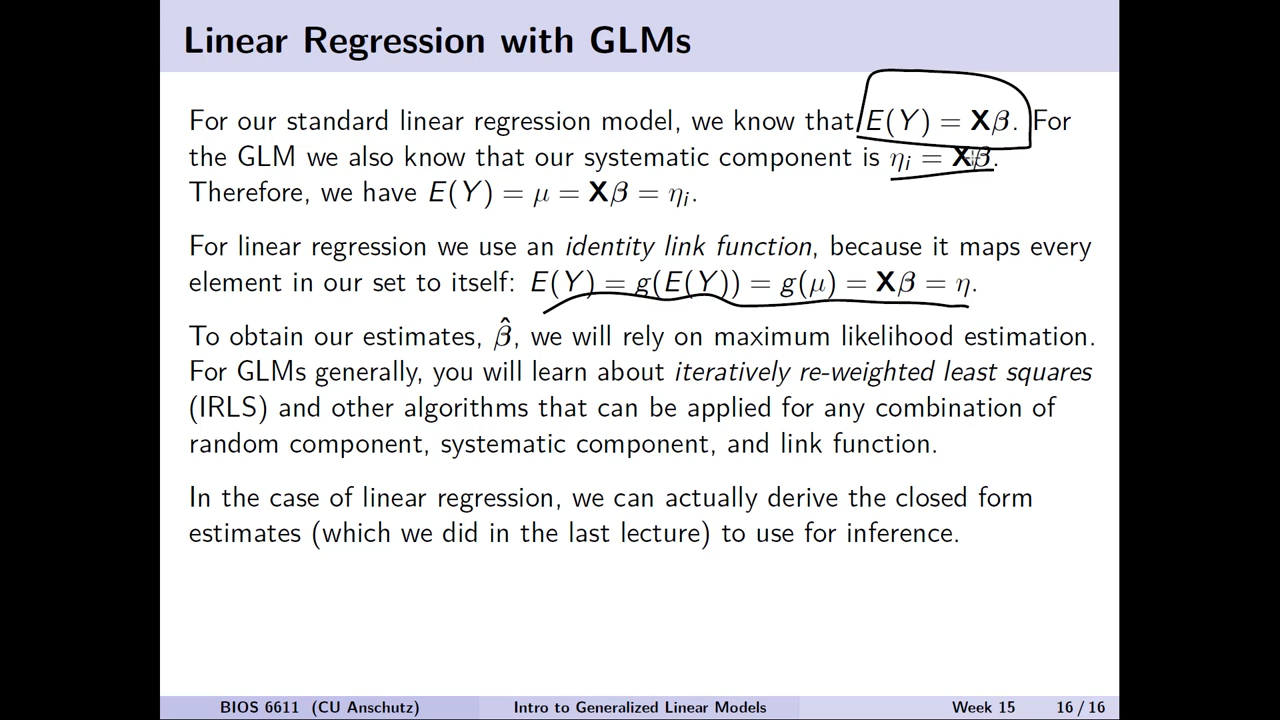 Linear Regression with GLMs
For our standard linear regression model, we know that E(Y) = Xβ. For
the GLM we also know that our systematic component is ηᵢ = Xβ.
Therefore, we have E(Y) = μ = Xβ = ηᵢ.
For linear regression we use an identity link function, because it maps every
element in our set to itself: E(Y) = g(E(Y)) = g(μ) = Xβ = η.
To obtain our estimates, β̂, we will rely on maximum likelihood estimation.
For GLMs generally, you will learn about iteratively re-weighted least squares
(IRLS) and other algorithms that can be applied for any combination of
random component, systematic component, and link function.
In the case of linear regression, we can actually derive the closed form
estimates (which we did in the last lecture) to use for inference.
BIOS 6611 (CU Anschutz) Intro to Generalized Linear Models Week 15 16 / 16